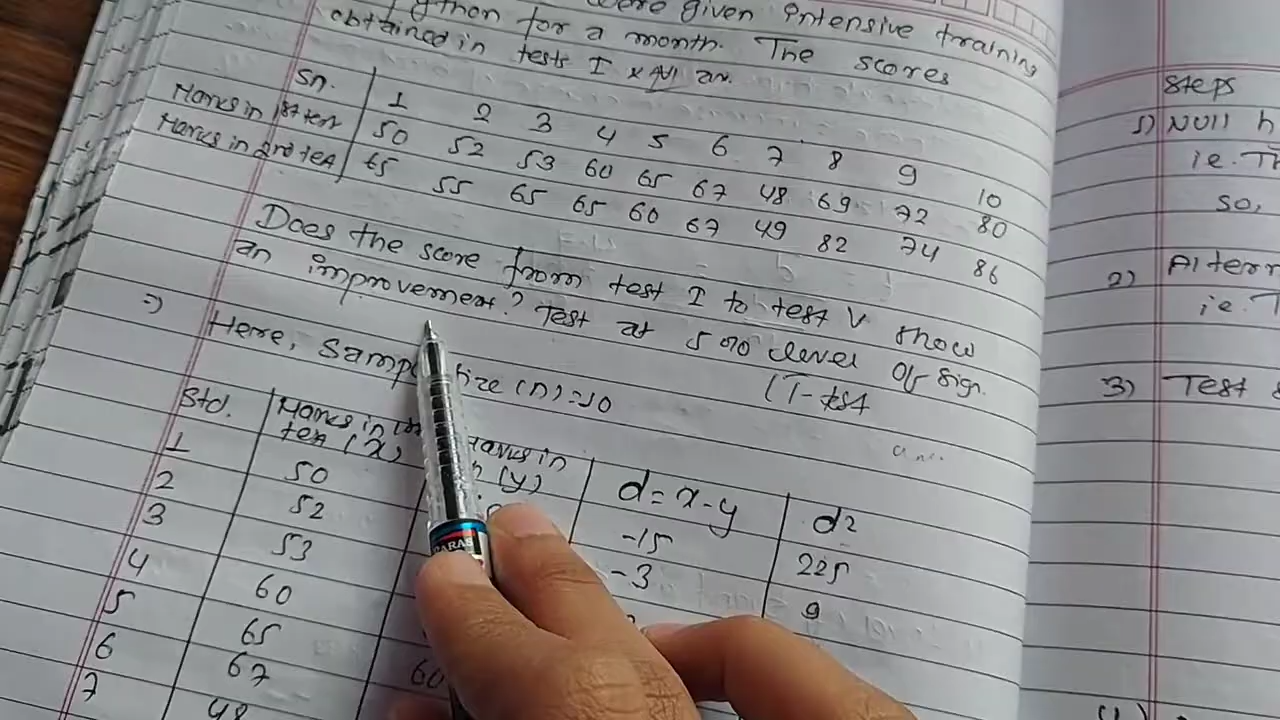 were given intensive training
ython for a month. The scores
obtained in tests I & V are.
Sn. 1 2 3 4 5 6 7 8 9 10
Marks in 1st test 50 52 53 60 65 67 48 69 72 80
Marks in 2nd test 65 55 65 65 60 67 49 82 74 86
Does the score from test I to test V show
an improvement? Test at 5% level of sign.
(T-test
=) Here, Samp size (n) = 10
Std. Marks in 1st test (x) arks in (y) d = x - y d2
1 50 -15 225
2 52 -3 9
3 53
4 60
5 65
6 67 60
7 48
Steps
1) NUll h
ie. Th
so,
2) Altern
ie. T
3) Test